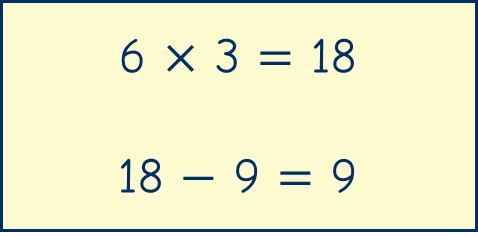 6 × 3 = 18
18 − 9 = 9